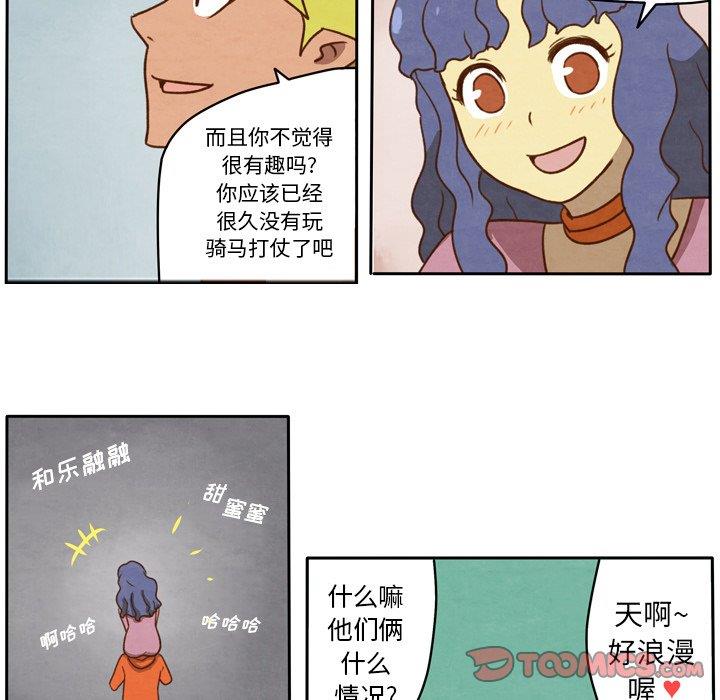 而且你不觉得
很有趣吗?
你应该已经
很久没有玩
骑马打仗了吧
和乐融融
甜蜜蜜
啊哈哈
哈哈哈
什么嘛
他们俩
什么
情况?
天啊~
好浪漫
喔♥
TOOMICS.COM